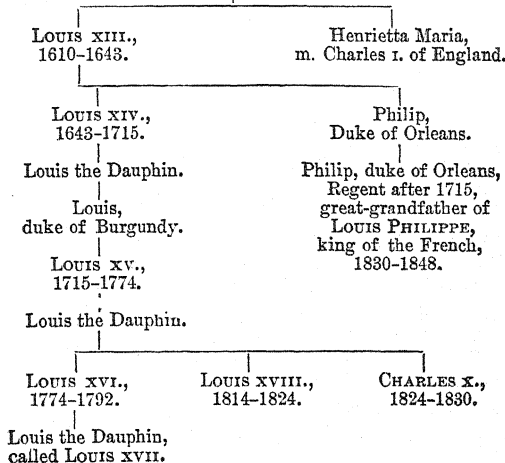 Louis XIII.,
1610-1643.
Henrietta Maria,
m. Charles I. of England.
Louis XIV.,
1643-1715.
Philip,
Duke of Orleans.
Louis the Dauphin.
Philip, duke of Orleans,
Regent after 1715,
great-grandfather of
Louis Philippe,
king of the French,
1830-1848.
Louis,
duke of Burgundy.
Louis XV.,
1715-1774.
Louis the Dauphin.
Louis XVI.,
1774-1792.
Louis XVIII.,
1814-1824.
Charles X.,
1824-1830.
Louis the Dauphin,
called Louis XVII.